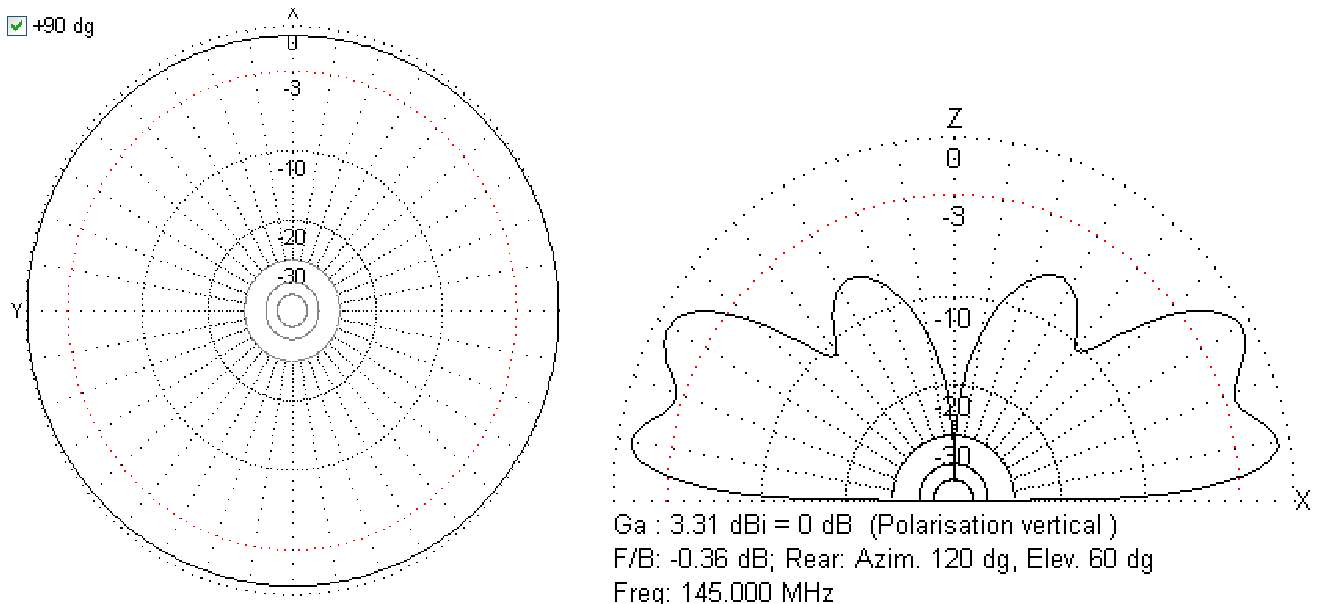 +90 dg
X
0
-3
-10
-20
-30
Y
Z
0
-3
-10
-20
-30
X
Ga : 3.31 dBi = 0 dB (Polarisation vertical )
F/B: -0.36 dB; Rear: Azim. 120 dg, Elev. 60 dg
Freq: 145.000 MHz